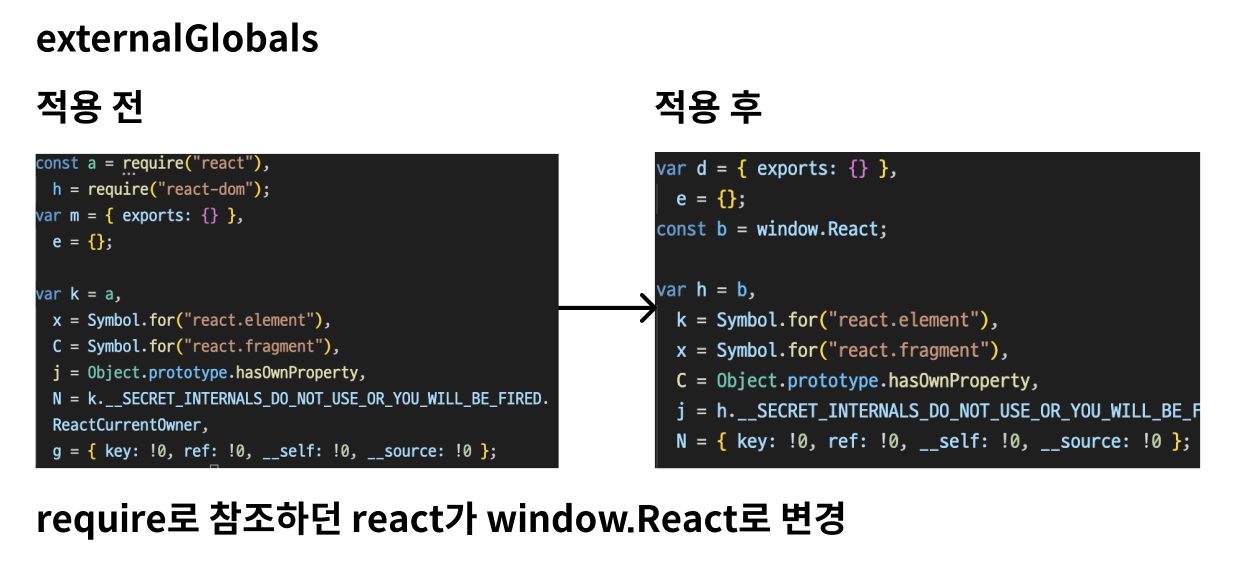 externalGlobals
적용 전
const a = require("react"),
h = require("react-dom");
var m = { exports: {} },
e = {};
var k = a,
x = Symbol.for("react.element"),
C = Symbol.for("react.fragment"),
j = Object.prototype.hasOwnProperty,
N = k.__SECRET_INTERNALS_DO_NOT_USE_OR_YOU_WILL_BE_FIRED.
ReactCurrentOwner,
g = { key: !0, ref: !0, __self: !0, __source: !0 };
적용 후
var d = { exports: {} },
e = {};
const b = window.React;
var h = b,
k = Symbol.for("react.element"),
x = Symbol.for("react.fragment"),
C = Object.prototype.hasOwnProperty,
j = h.__SECRET_INTERNALS_DO_NOT_USE_OR_YOU_WILL_BE_F
N = { key: !0, ref: !0, __self: !0, __source: !0 };
require로 참조하던 react가 window.React로 변경